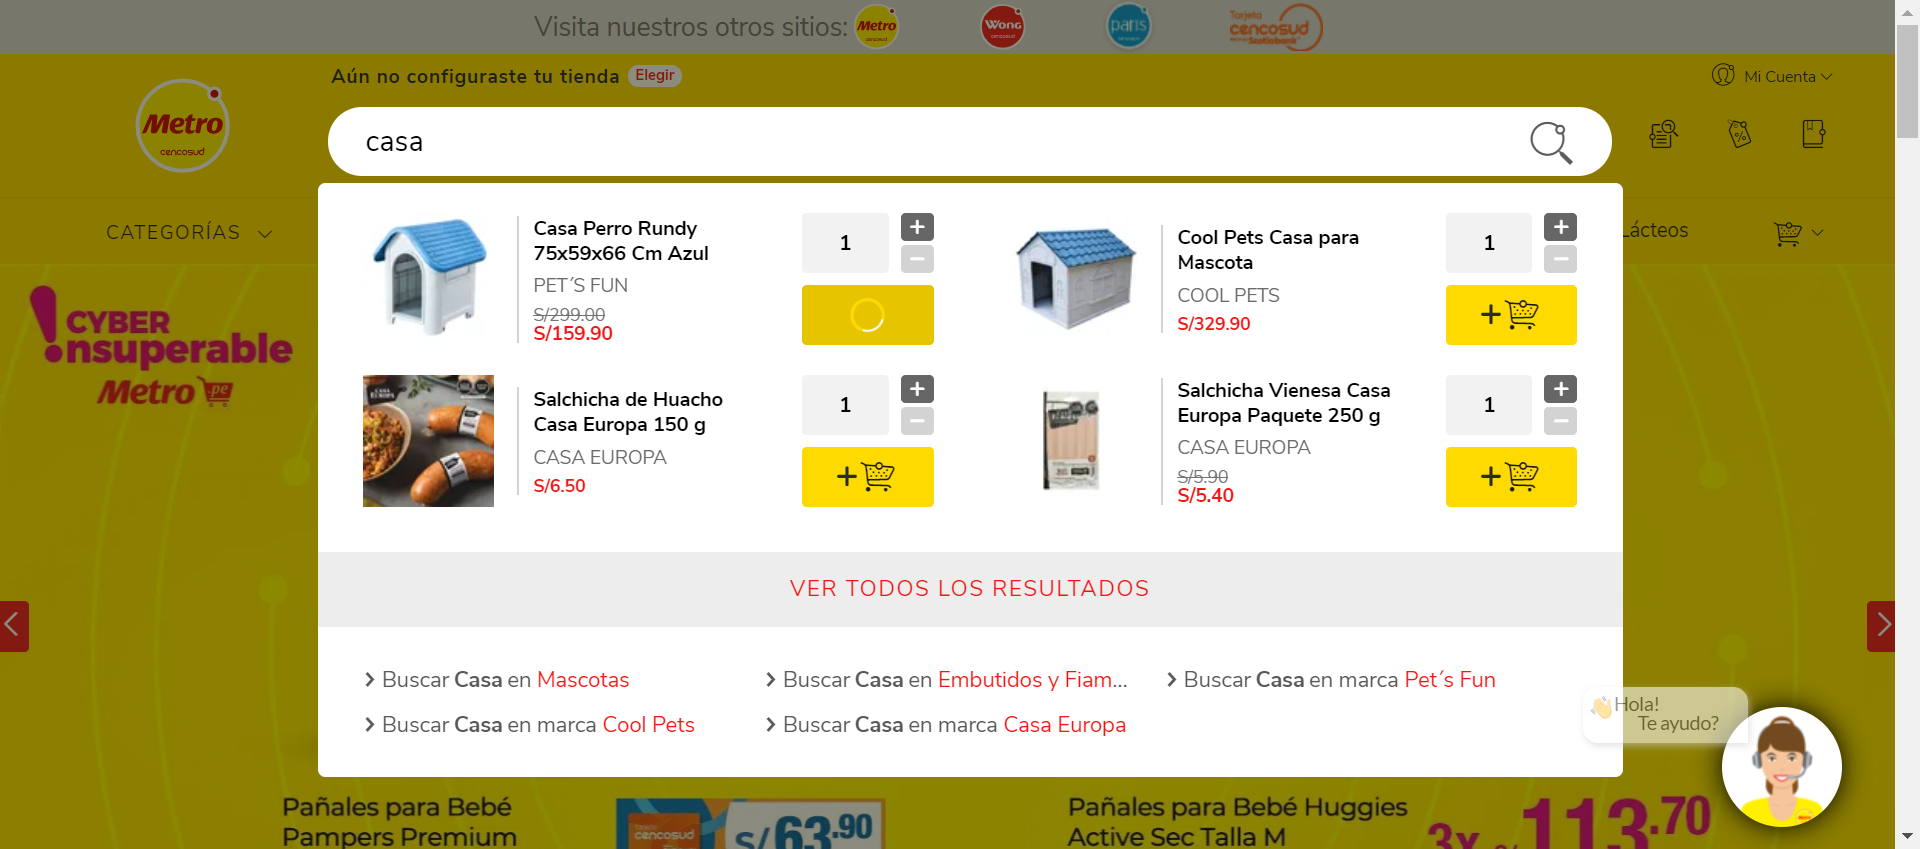 Visita nuestros otros sitios:
Metro
cencosud
Wong
cencosud
paris
cencosud
Tarjeta
cencosud
Scotiabank
Aún no configuraste tu tienda Elegir
Mi Cuenta
Metro
cencosud
casa
CATEGORÍAS
Lácteos
Casa Perro Rundy
75x59x66 Cm Azul
PET´S FUN
S/299.00
S/159.90
1
+
−
Cool Pets Casa para
Mascota
COOL PETS
S/329.90
1
+
−
+
CYBER
nsuperable
Metro pe
Salchicha de Huacho
Casa Europa 150 g
CASA EUROPA
S/6.50
1
+
−
+
Salchicha Vienesa Casa
Europa Paquete 250 g
CASA EUROPA
S/5.90
S/5.40
1
+
−
+
VER TODOS LOS RESULTADOS
Buscar Casa en Mascotas
Buscar Casa en Embutidos y Fiam...
Buscar Casa en marca Pet´s Fun
Buscar Casa en marca Cool Pets
Buscar Casa en marca Casa Europa
Hola!
Te ayudo?
Pañales para Bebé
Pampers Premium
cencosud
S/63.90
Pañales para Bebé Huggies
Active Sec Talla M
3x S/113.70